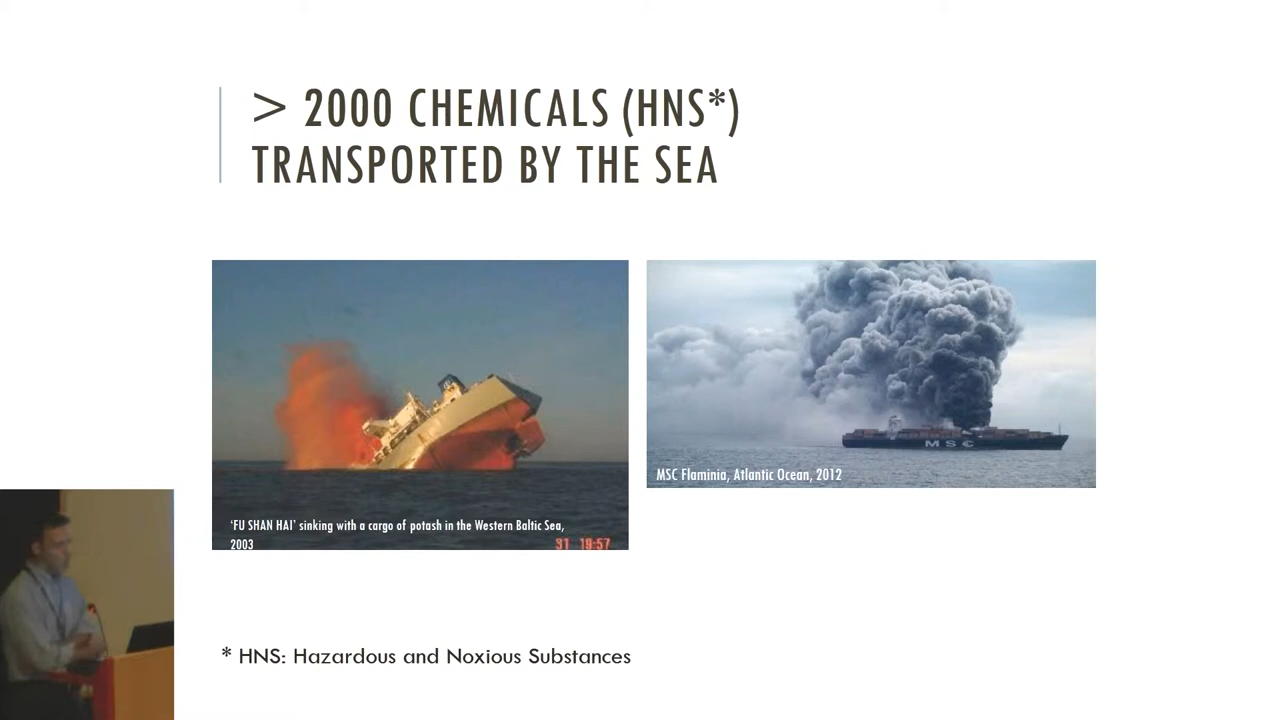 > 2000 CHEMICALS (HNS*)
TRANSPORTED BY THE SEA
MSC
MSC Flaminia, Atlantic Ocean, 2012
‘FU SHAN HAI’ sinking with a cargo of potash in the Western Baltic Sea,
2003
31 19:57
* HNS: Hazardous and Noxious Substances